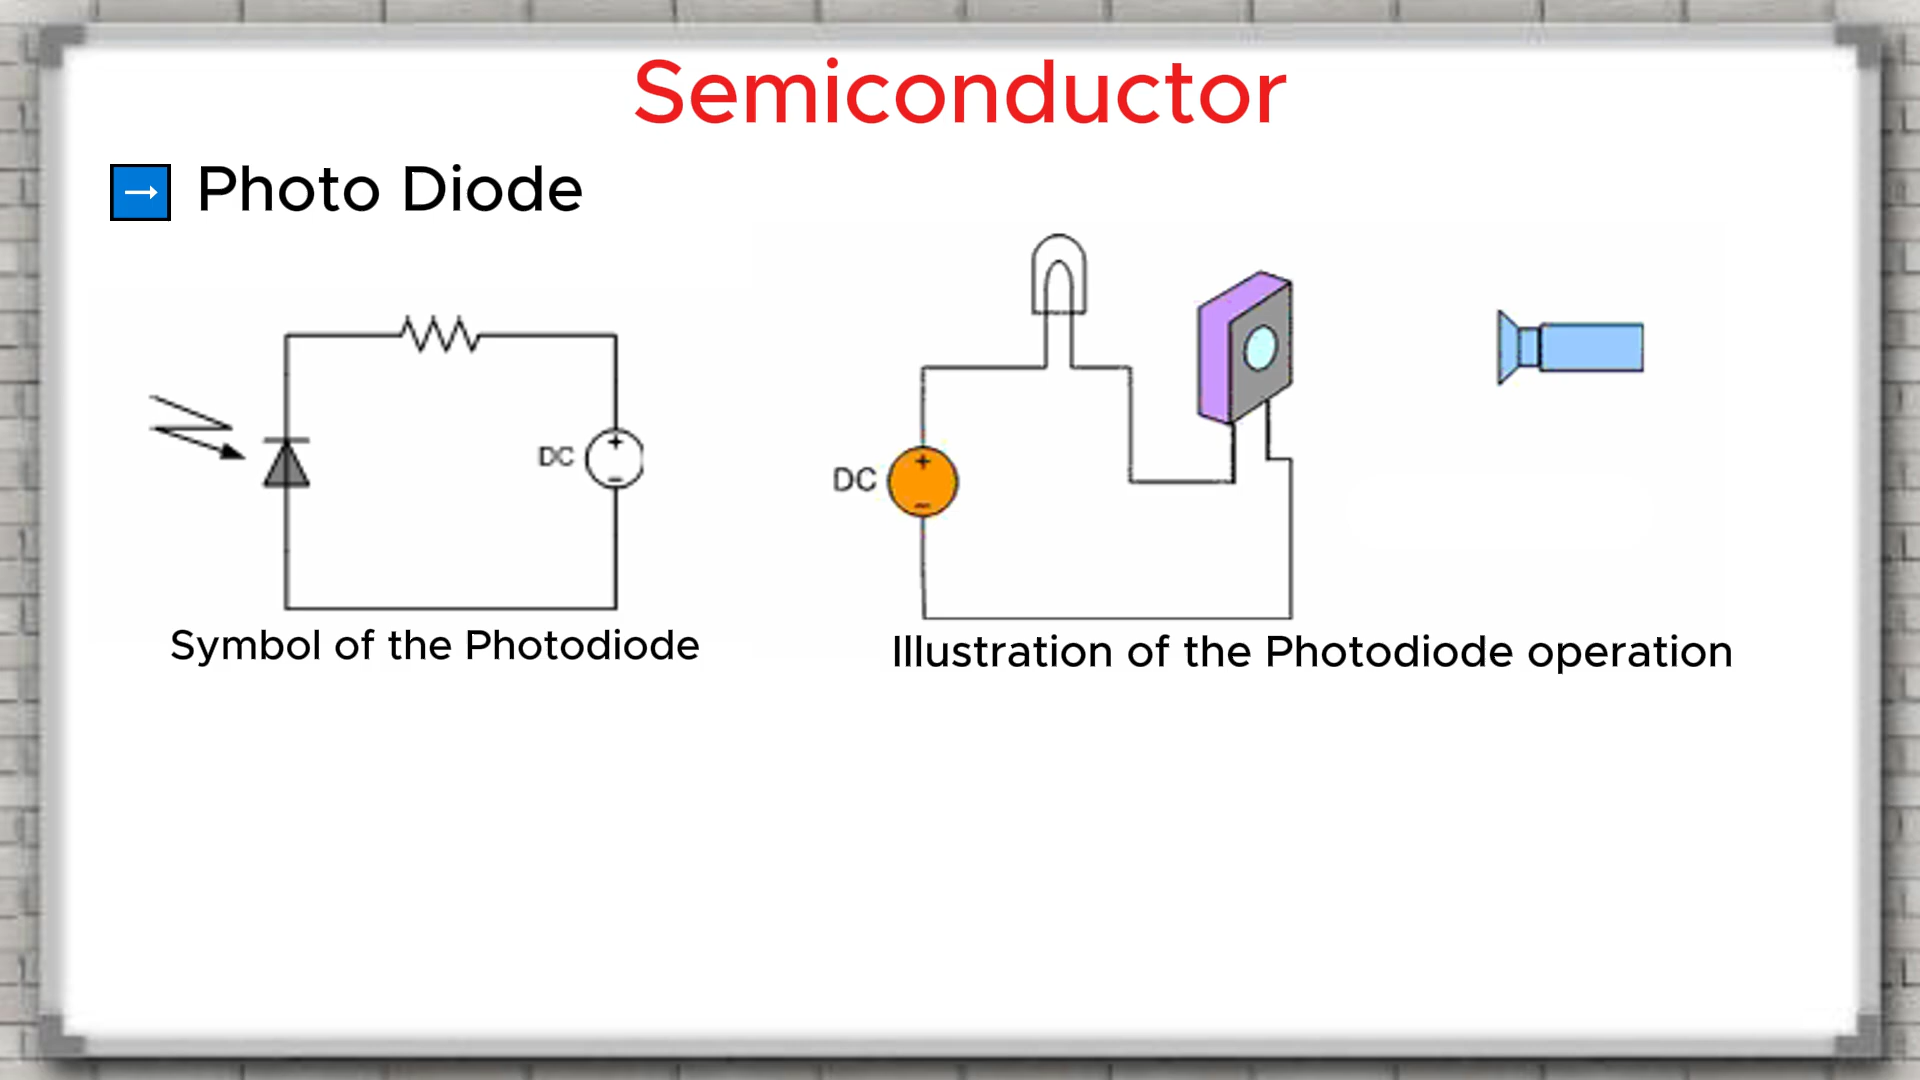 Semiconductor
→ Photo Diode
DC
+
-
DC
+
-
Symbol of the Photodiode
Illustration of the Photodiode operation